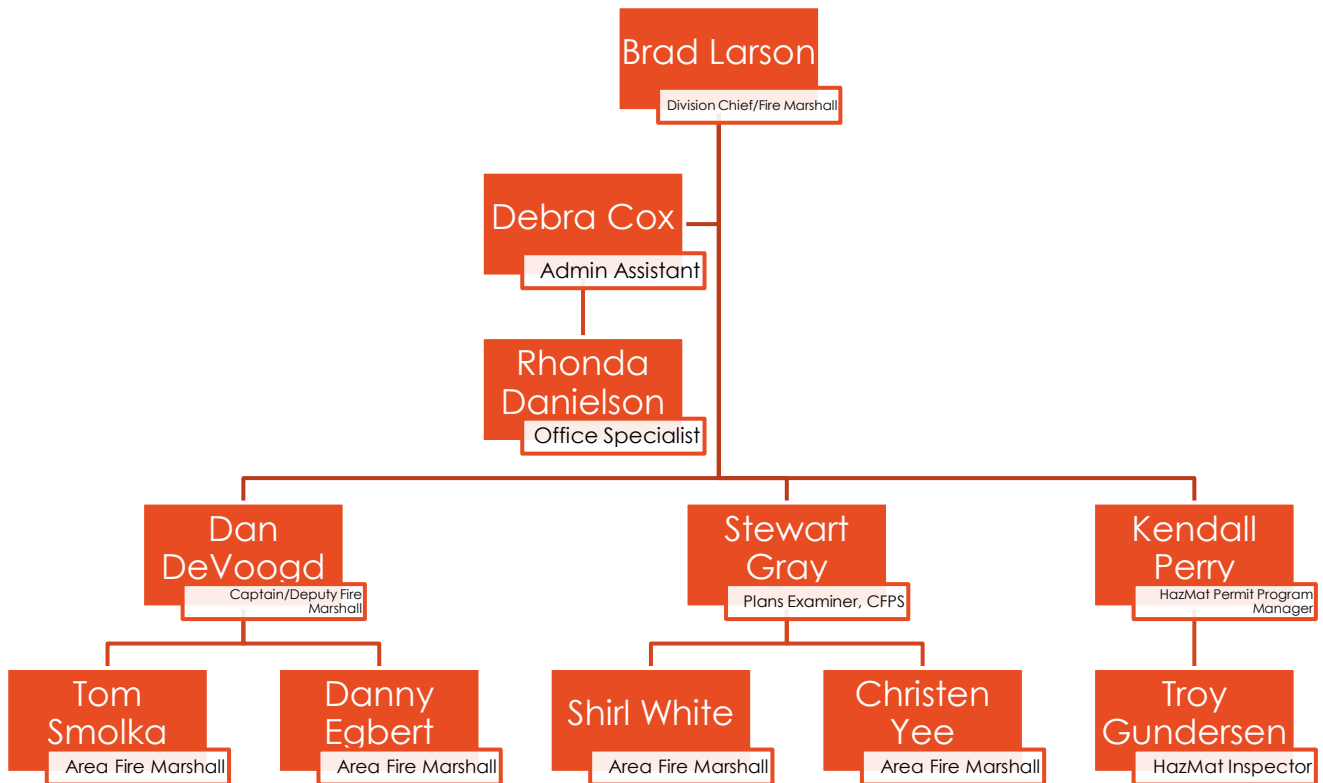 Brad Larson
Division Chief/Fire Marshall
Debra Cox
Admin Assistant
Rhonda
Danielson
Office Specialist
Dan
DeVoogd
Captain/Deputy Fire
Marshall
Stewart
Gray
Plans Examiner, CFPS
Kendall
Perry
HazMat Permit Program
Manager
Tom
Smolka
Area Fire Marshall
Danny
Egbert
Area Fire Marshall
Shirl White
Area Fire Marshall
Christen
Yee
Area Fire Marshall
Troy
Gundersen
HazMat Inspector